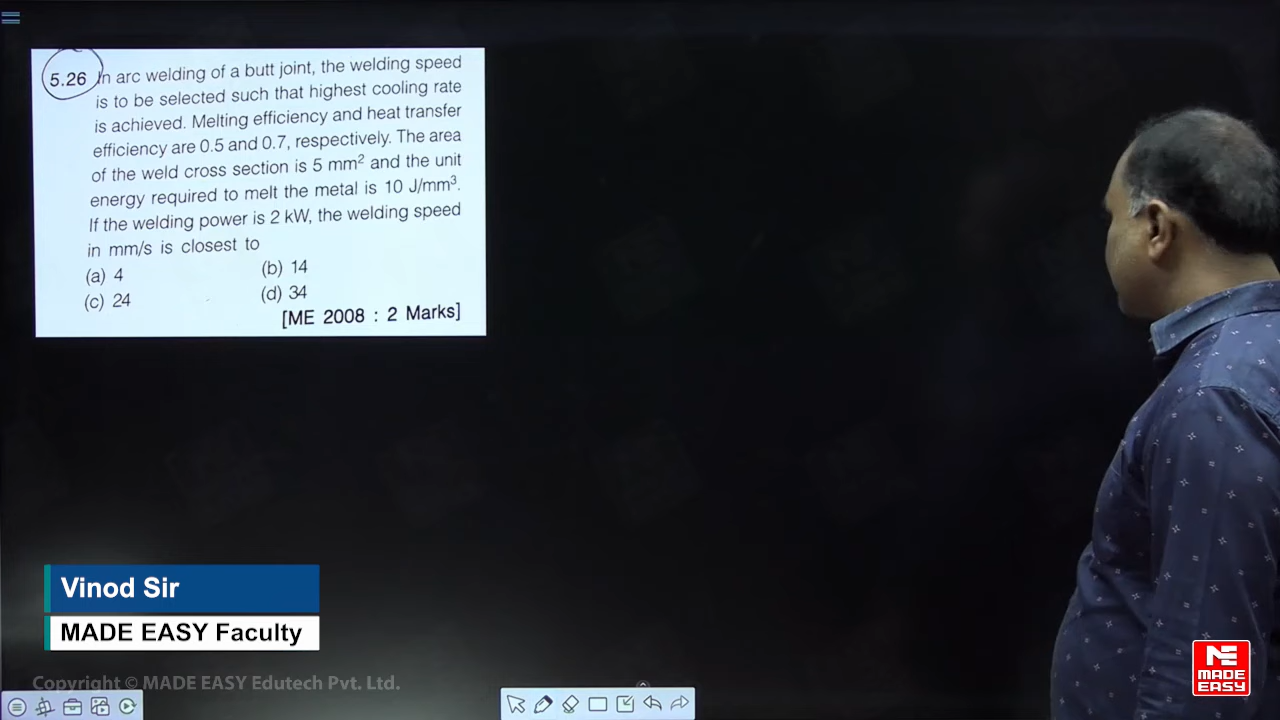 5.26 In arc welding of a butt joint, the welding speed
is to be selected such that highest cooling rate
is achieved. Melting efficiency and heat transfer
efficiency are 0.5 and 0.7, respectively. The area
of the weld cross section is 5 mm² and the unit
energy required to melt the metal is 10 J/mm³.
If the welding power is 2 kW, the welding speed
in mm/s is closest to
(a) 4 (b) 14
(c) 24 (d) 34
[ME 2008 : 2 Marks]
Vinod Sir
MADE EASY Faculty
Copyright © MADE EASY Edutech Pvt. Ltd.
ME
MADE
EASY